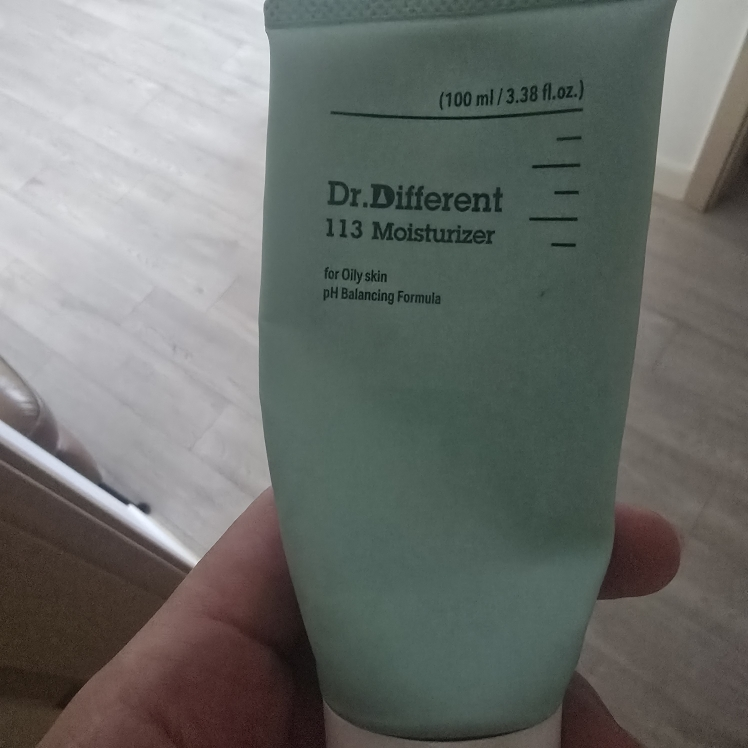 (100 ml / 3.38 fl.oz.)
Dr.Different
113 Moisturizer
for Oily skin
pH Balancing Formula